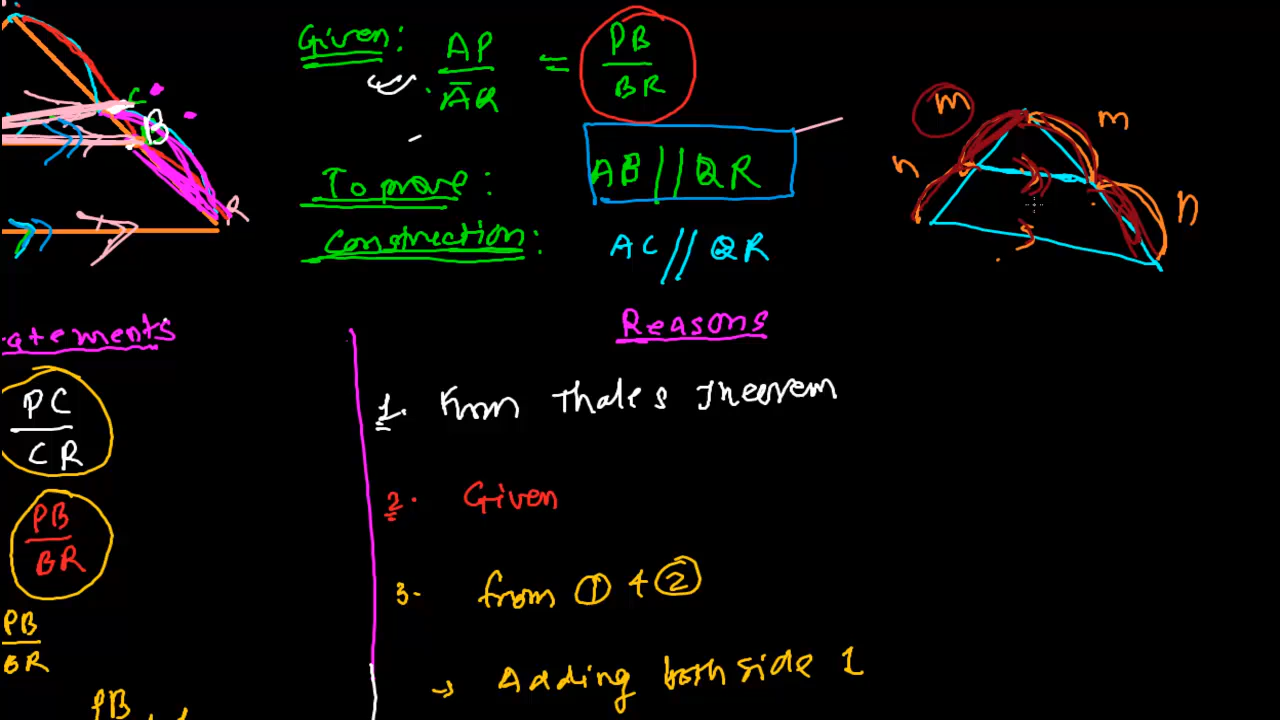 Given: AP/AQ = PB/BR
To prove: AB // QR
Construction: AC // QR
C
B
R
m
m
n
n
atements
Reasons
PC/CR
1. From Thales Theorem
PB/BR
2. Given
PB/BR
3. from ① + ②
PB
→ Adding both side 1